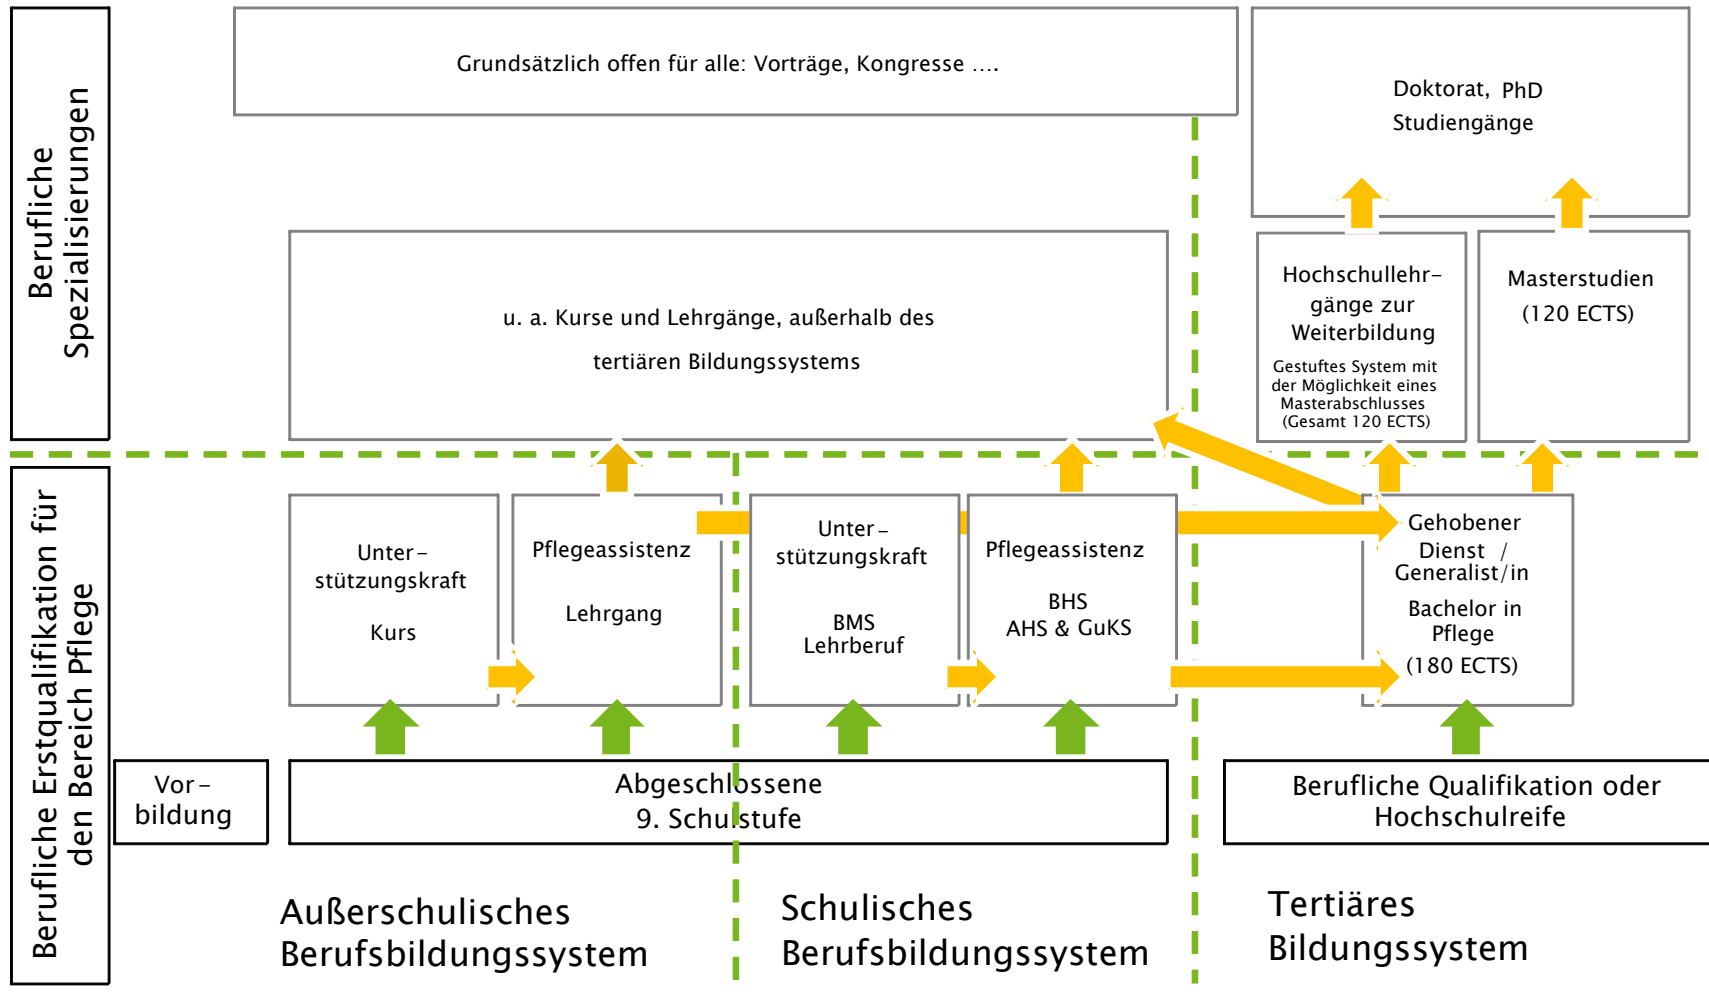 Berufliche
Spezialisierungen
Grundsätzlich offen für alle: Vorträge, Kongresse ….
Doktorat, PhD
Studiengänge
u. a. Kurse und Lehrgänge, außerhalb des
tertiären Bildungssystems
Hochschullehr–
gänge zur
Weiterbildung
Gestuftes System mit
der Möglichkeit eines
Masterabschlusses
(Gesamt 120 ECTS)
Masterstudien
(120 ECTS)
Berufliche Erstqualifikation für
den Bereich Pflege
Unter–
stützungskraft
Kurs
Pflegeassistenz
Lehrgang
Unter–
stützungskraft
BMS
Lehrberuf
Pflegeassistenz
BHS
AHS & GuKS
Gehobener
Dienst /
Generalist/in
Bachelor in
Pflege
(180 ECTS)
Vor–
bildung
Abgeschlossene
9. Schulstufe
Berufliche Qualifikation oder
Hochschulreife
Außerschulisches
Berufsbildungssystem
Schulisches
Berufsbildungssystem
Tertiäres
Bildungssystem